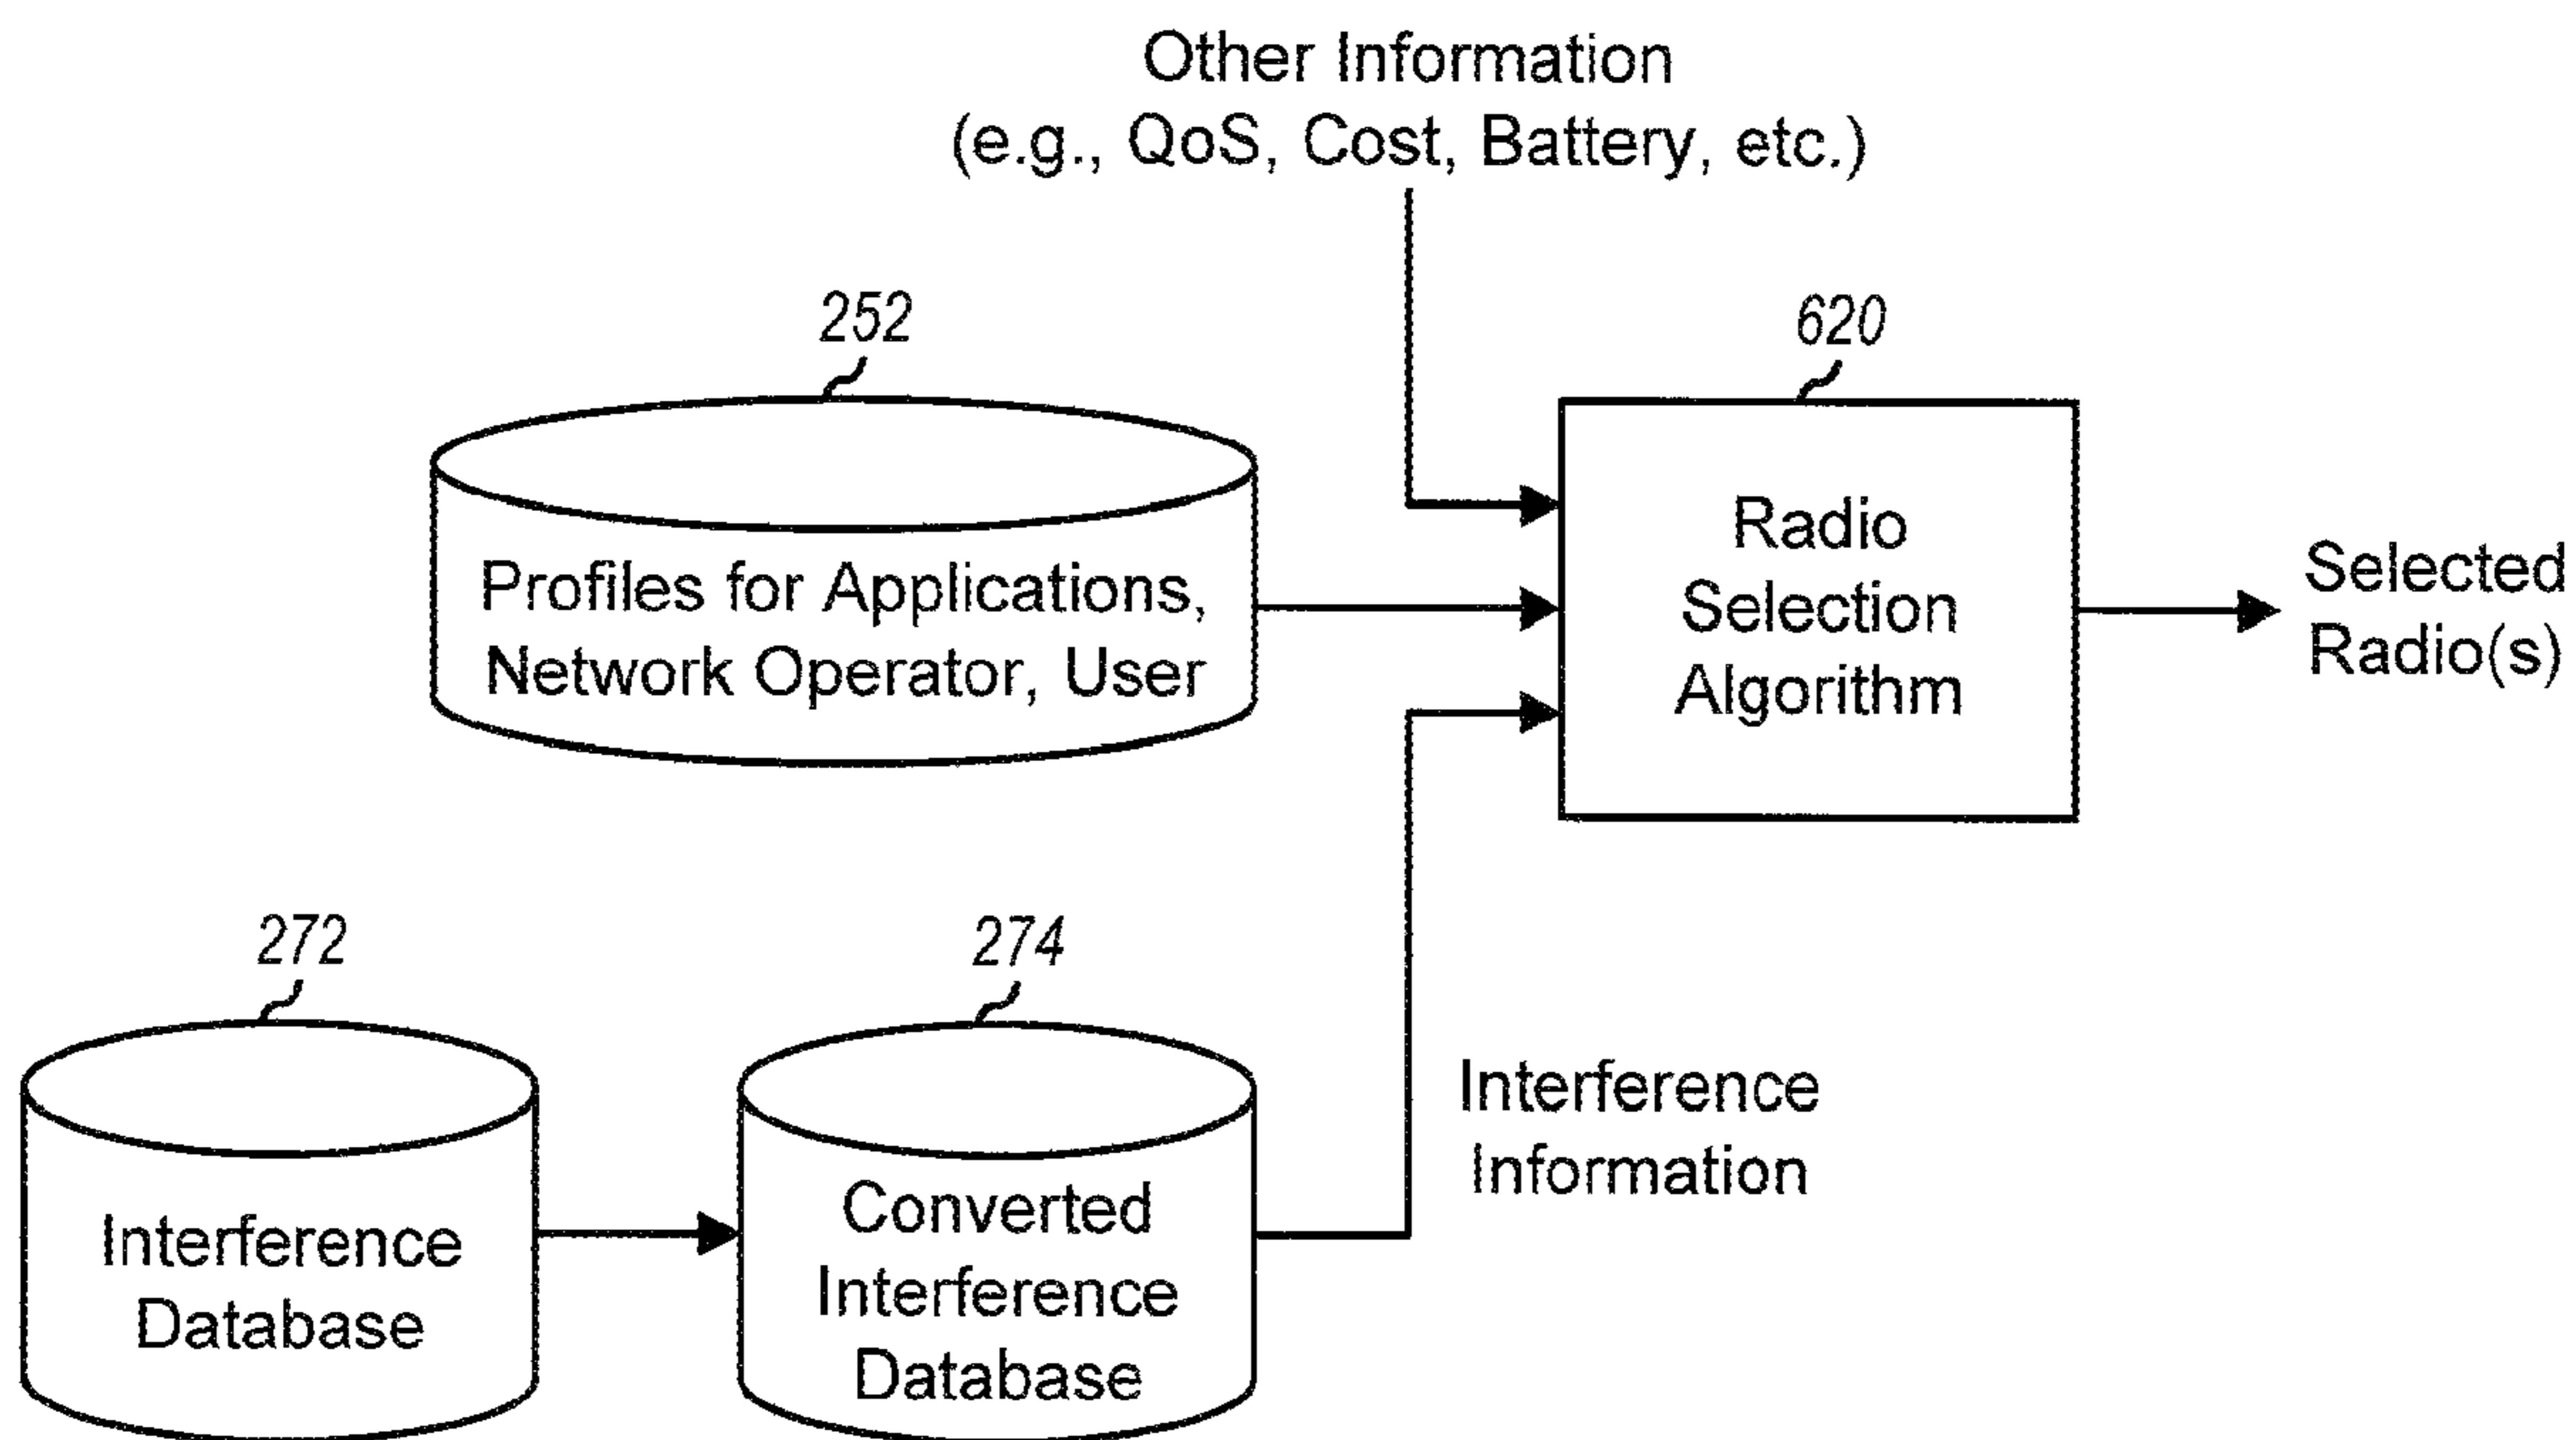 Other Information
(e.g., QoS, Cost, Battery, etc.)
252
620
Profiles for Applications,
Network Operator, User
Radio
Selection
Algorithm
Selected
Radio(s)
272
274
Interference
Database
Converted
Interference
Database
Interference
Information